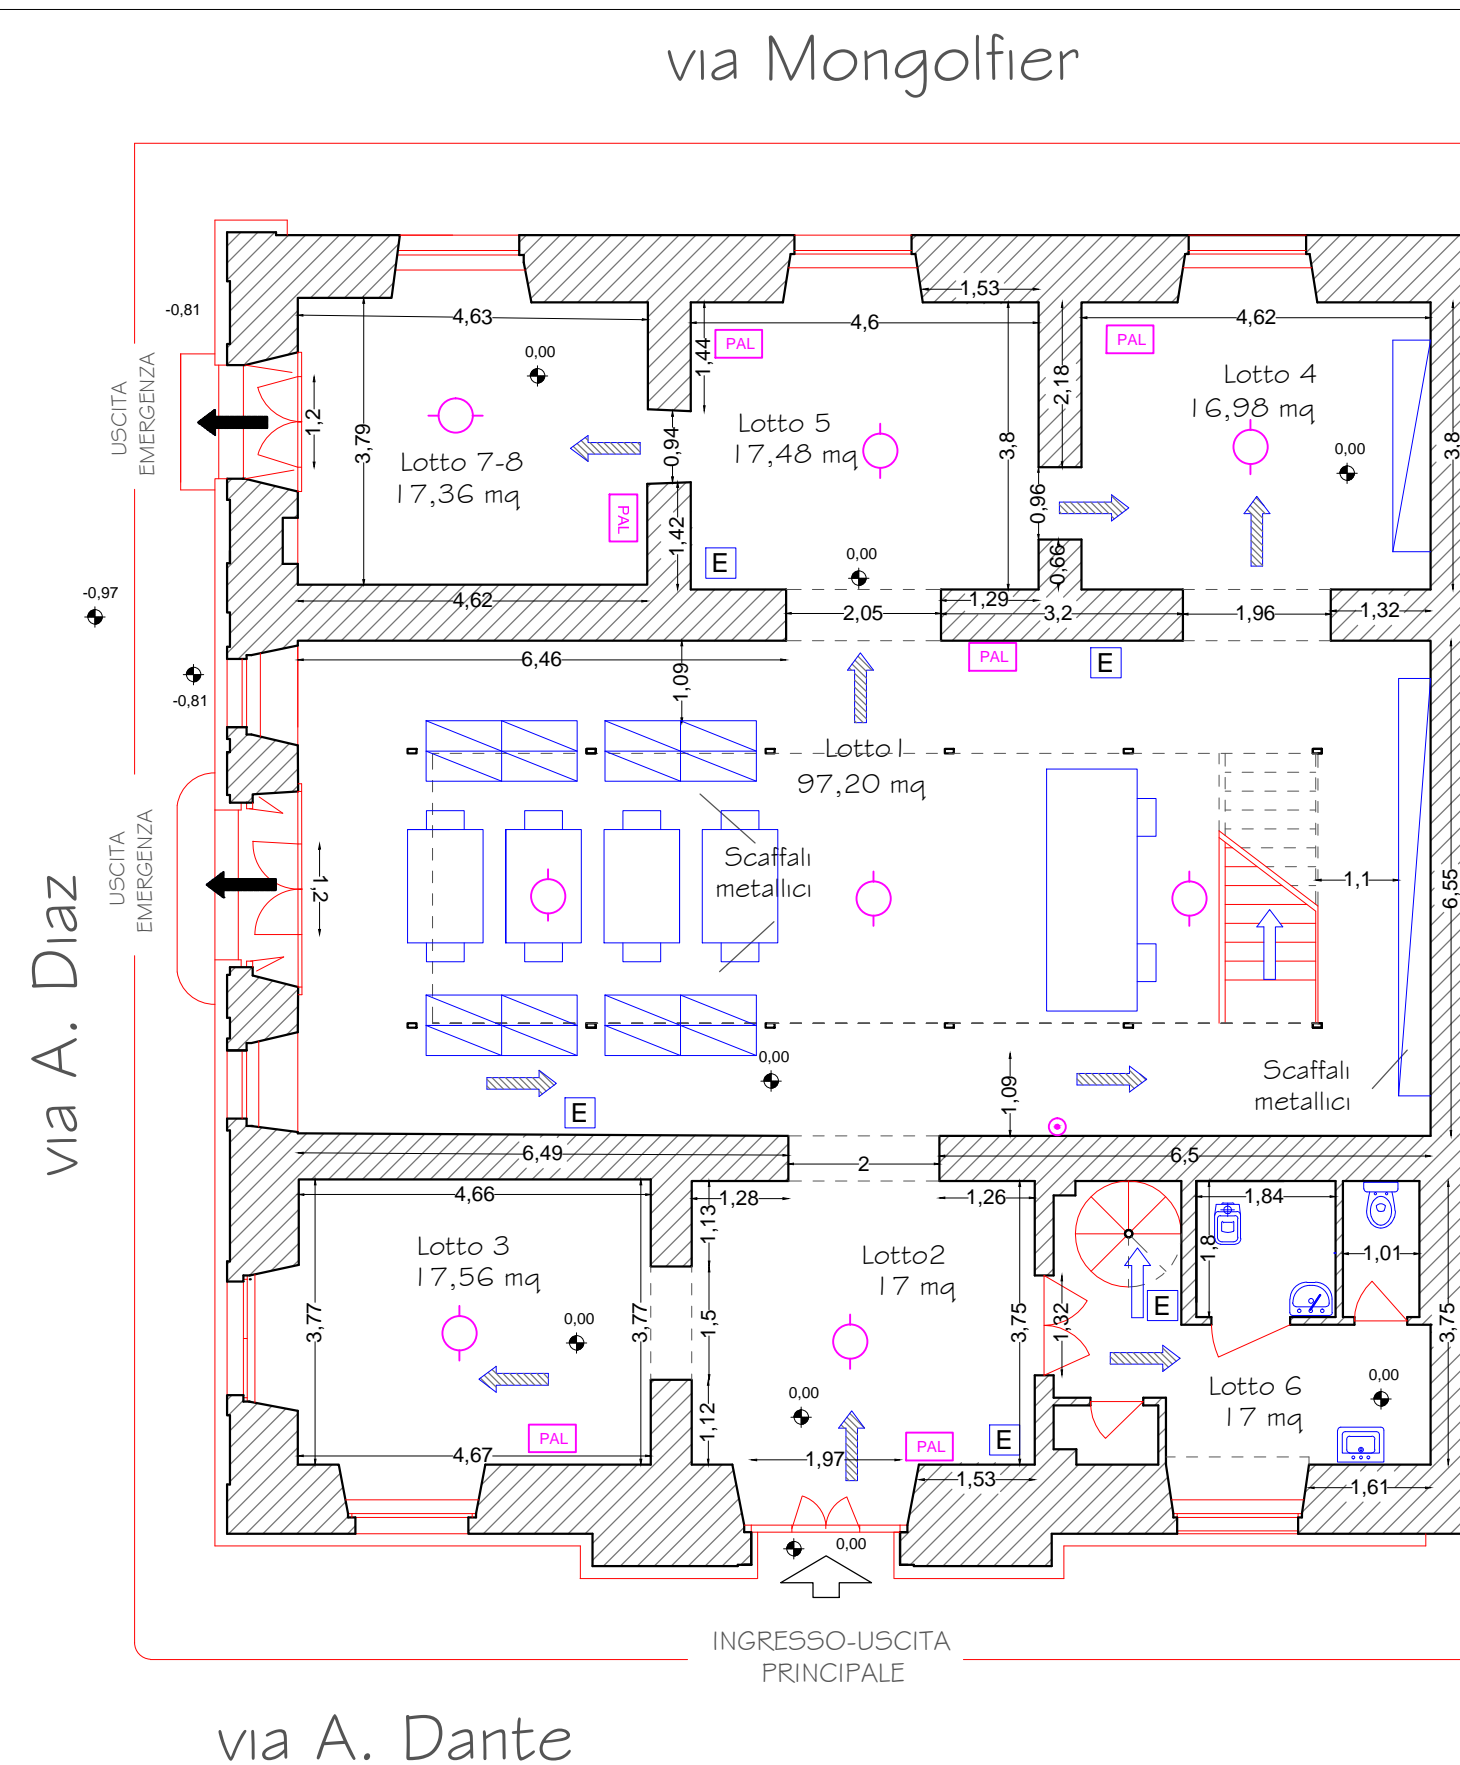 via Mongolfier
-0,81
USCITA
EMERGENZA
4,63
0,00
1,2
3,79
Lotto 7-8
17,36 mq
PAL
4,62
1,44
PAL
4,6
1,53
Lotto 5
17,48 mq
0,94
1,42
E
3,8
0,00
2,18
0,96
0,66
PAL
4,62
Lotto 4
16,98 mq
0,00
3,8
2,05
1,29
3,2
1,96
1,32
-0,97
-0,81
6,46
1,09
PAL
E
Lotto1
97,20 mq
USCITA
EMERGENZA
1,2
Scaffali
metallici
1,1
6,55
via A. Diaz
0,00
1,09
Scaffali
metallici
E
6,49
2
6,5
4,66
1,28
1,13
1,26
1,84
1,8
1,01
Lotto 3
17,56 mq
3,77
3,77
0,00
1,5
Lotto2
17 mq
3,75
1,32
E
3,75
Lotto 6
17 mq
0,00
PAL
4,67
1,12
0,00
1,97
PAL
E
1,53
1,61
0,00
INGRESSO-USCITA
PRINCIPALE
via A. Dante